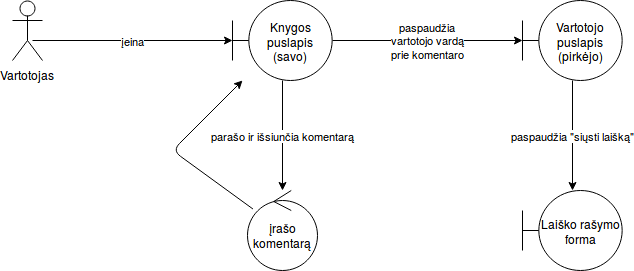 Vartotojas
įeina
Knygos
puslapis
(savo)
paspaudžia
vartotojo vardą
prie komentaro
Vartotojo
puslapis
(pirkėjo)
parašo ir išsiunčia komentarą
paspaudžia "siųsti laišką"
įrašo
komentarą
Laiško rašymo
forma